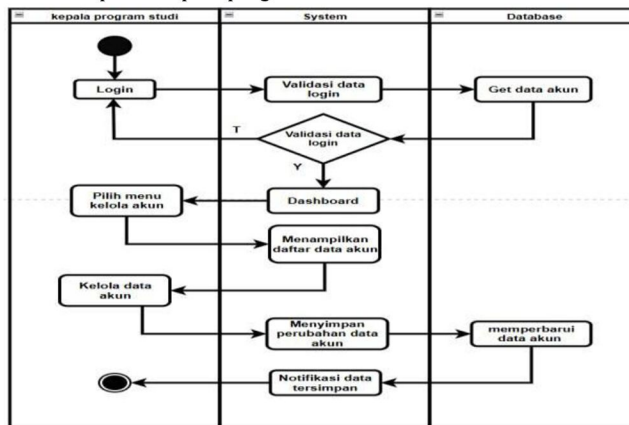 kepala program studi
System
Database
Login
Validasi data
login
Get data akun
Validasi data
login
T
Y
Dashboard
Pilih menu
kelola akun
Menampilkan
daftar data akun
Kelola data
akun
Menyimpan
perubahan data
akun
memperbarui
data akun
Notifikasi data
tersimpan